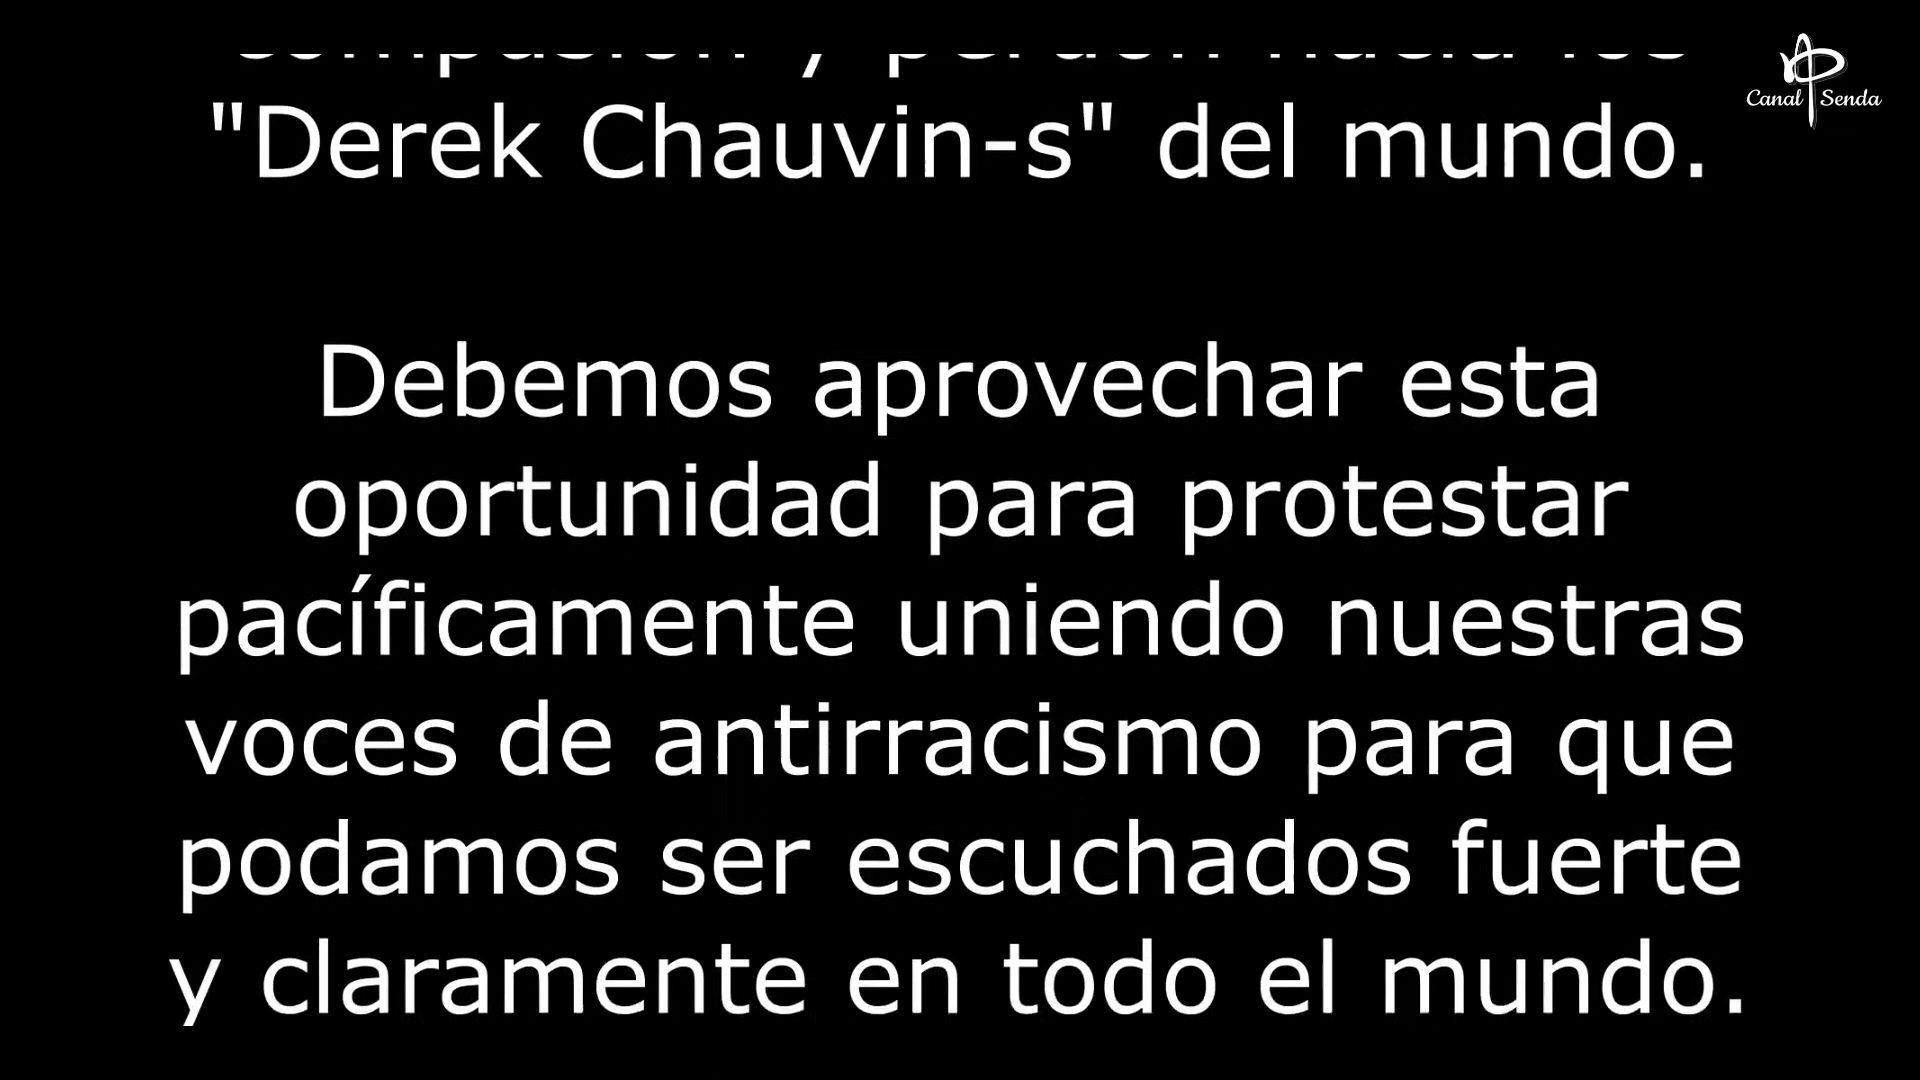 "Derek Chauvin-s" del mundo.
Debemos aprovechar esta
oportunidad para protestar
pacíficamente uniendo nuestras
voces de antirracismo para que
podamos ser escuchados fuerte
y claramente en todo el mundo.
Canal Senda